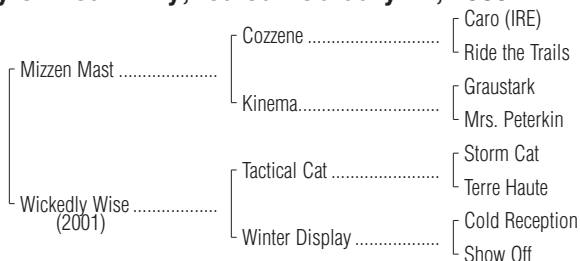 Caro (IRE)
Cozzene ............................
Ride the Trails
Mizzen Mast .....................
Graustark
Kinema..............................
Mrs. Peterkin
Storm Cat
Tactical Cat .......................
Terre Haute
Wickedly Wise ..................
(2001)
Cold Reception
Winter Display ..................
Show Off